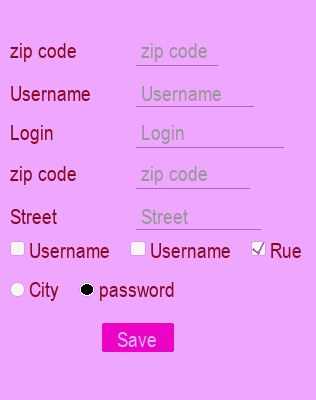 zip code zip code
Username Username
Login Login
zip code zip code
Street Street
Username Username Rue
City password
Save